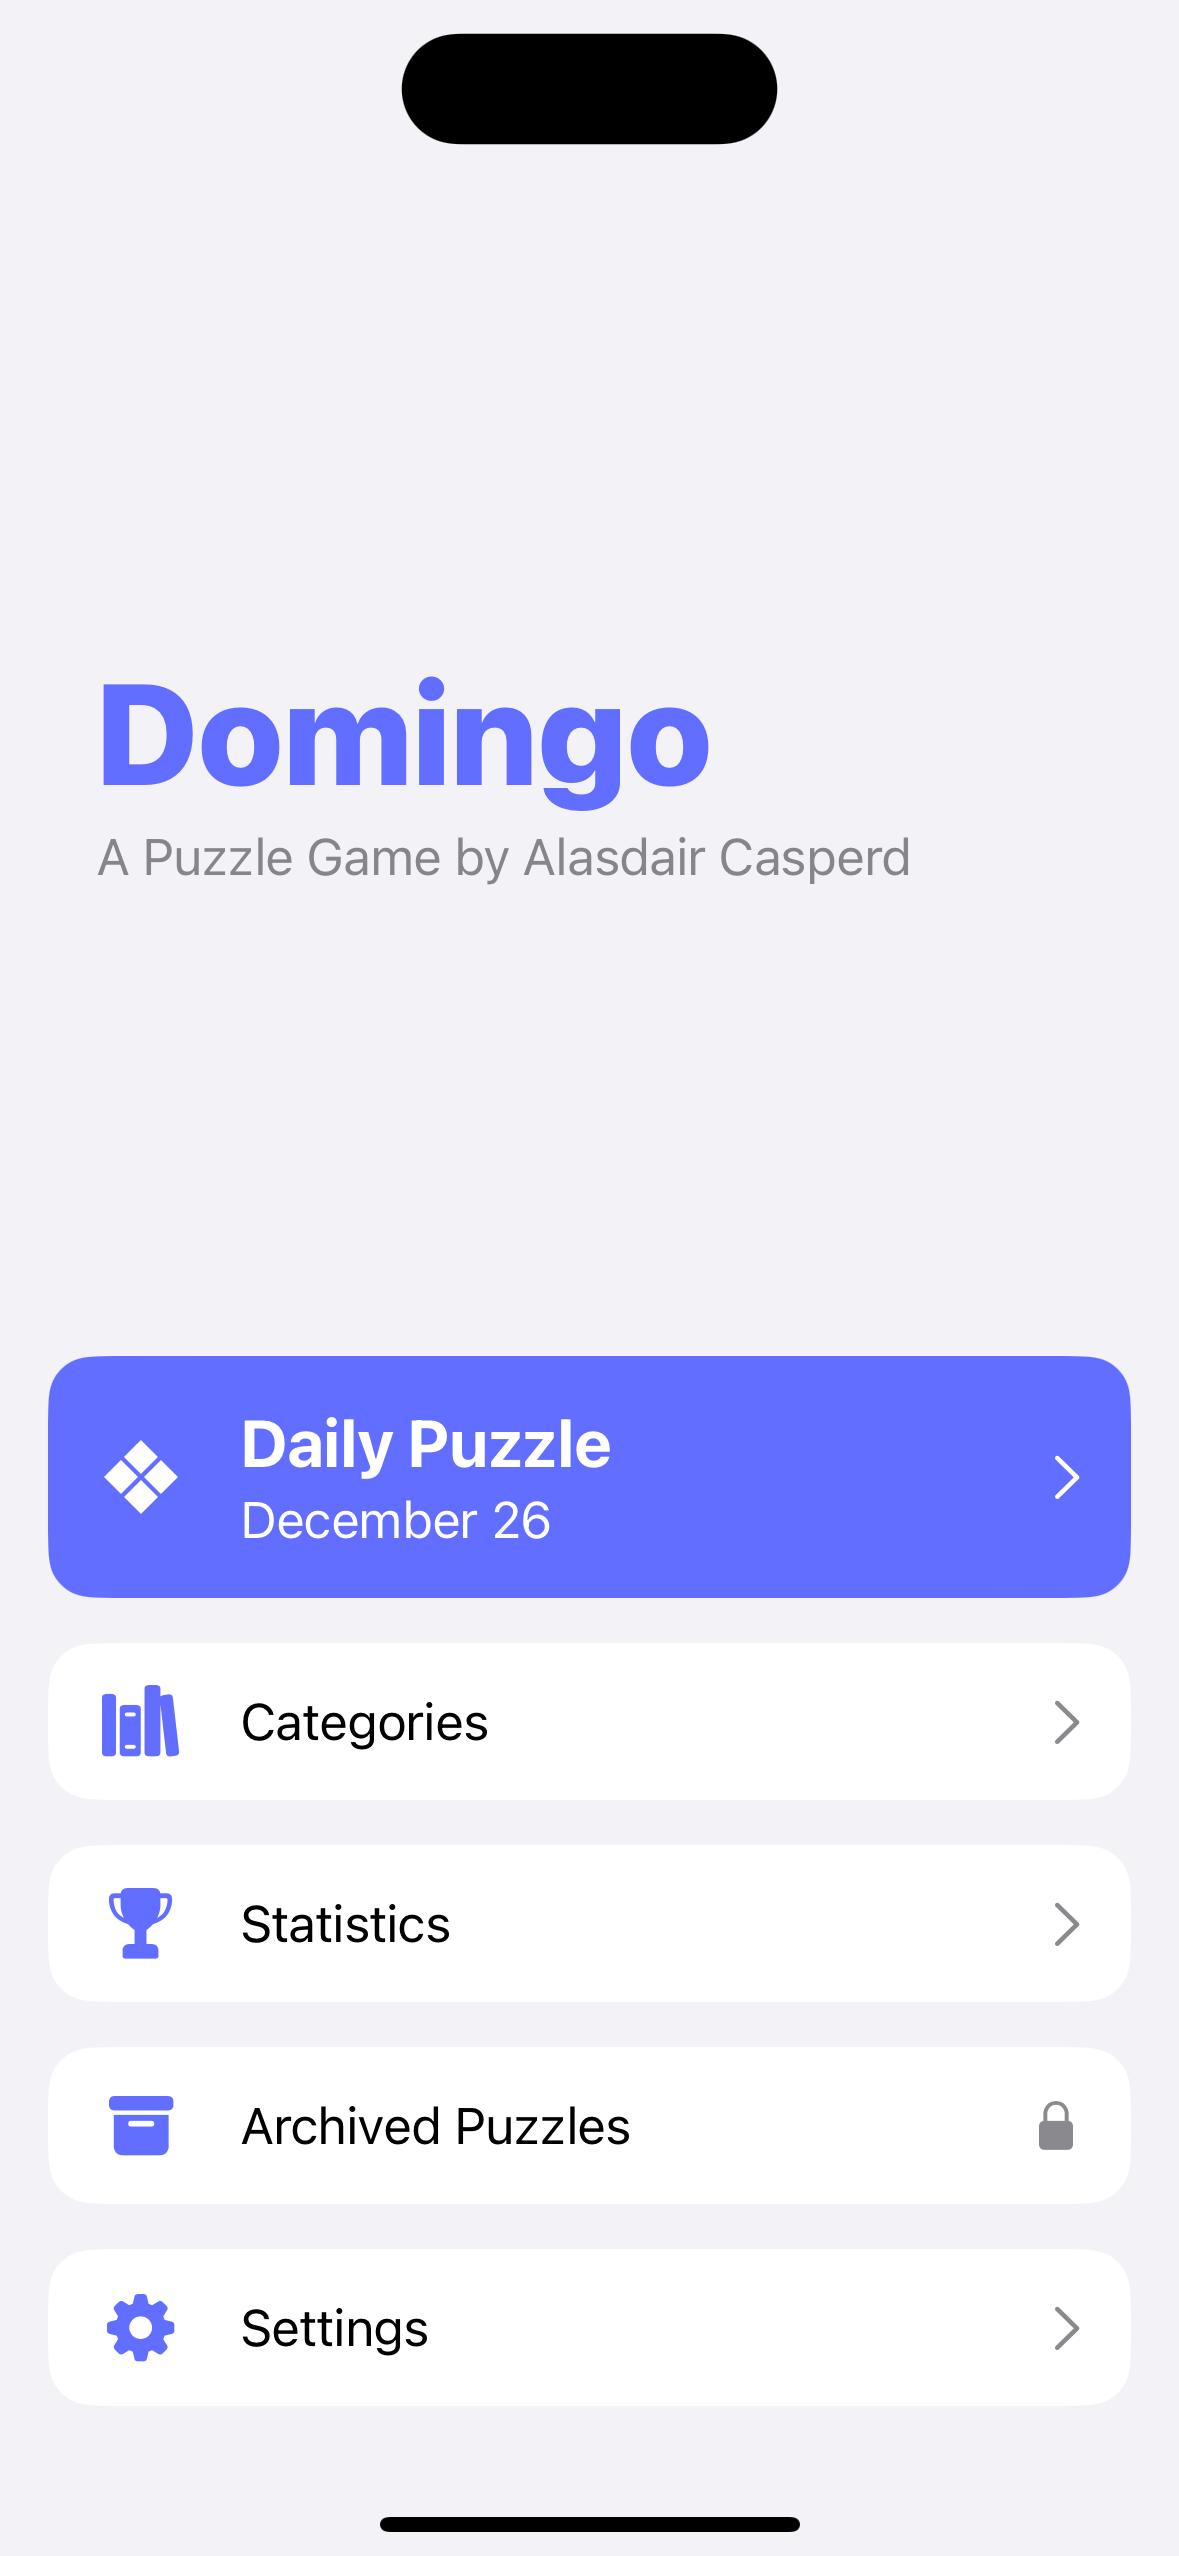 Domingo
A Puzzle Game by Alasdair Casperd
Daily Puzzle
December 26
Categories
Statistics
Archived Puzzles
Settings